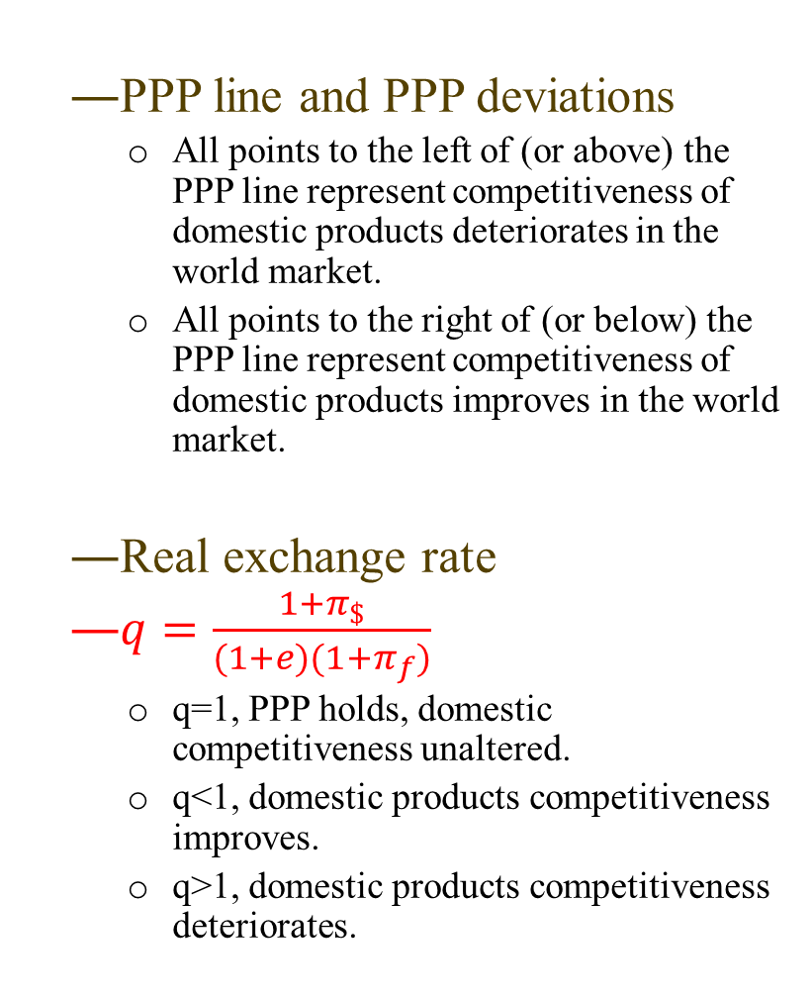 —PPP line and PPP deviations
o All points to the left of (or above) the
PPP line represent competitiveness of
domestic products deteriorates in the
world market.
o All points to the right of (or below) the
PPP line represent competitiveness of
domestic products improves in the world
market.
—Real exchange rate
—q = \frac{1+π_$}{(1+e)(1+π_f)}
o q=1, PPP holds, domestic
competitiveness unaltered.
o q<1, domestic products competitiveness
improves.
o q>1, domestic products competitiveness
deteriorates.